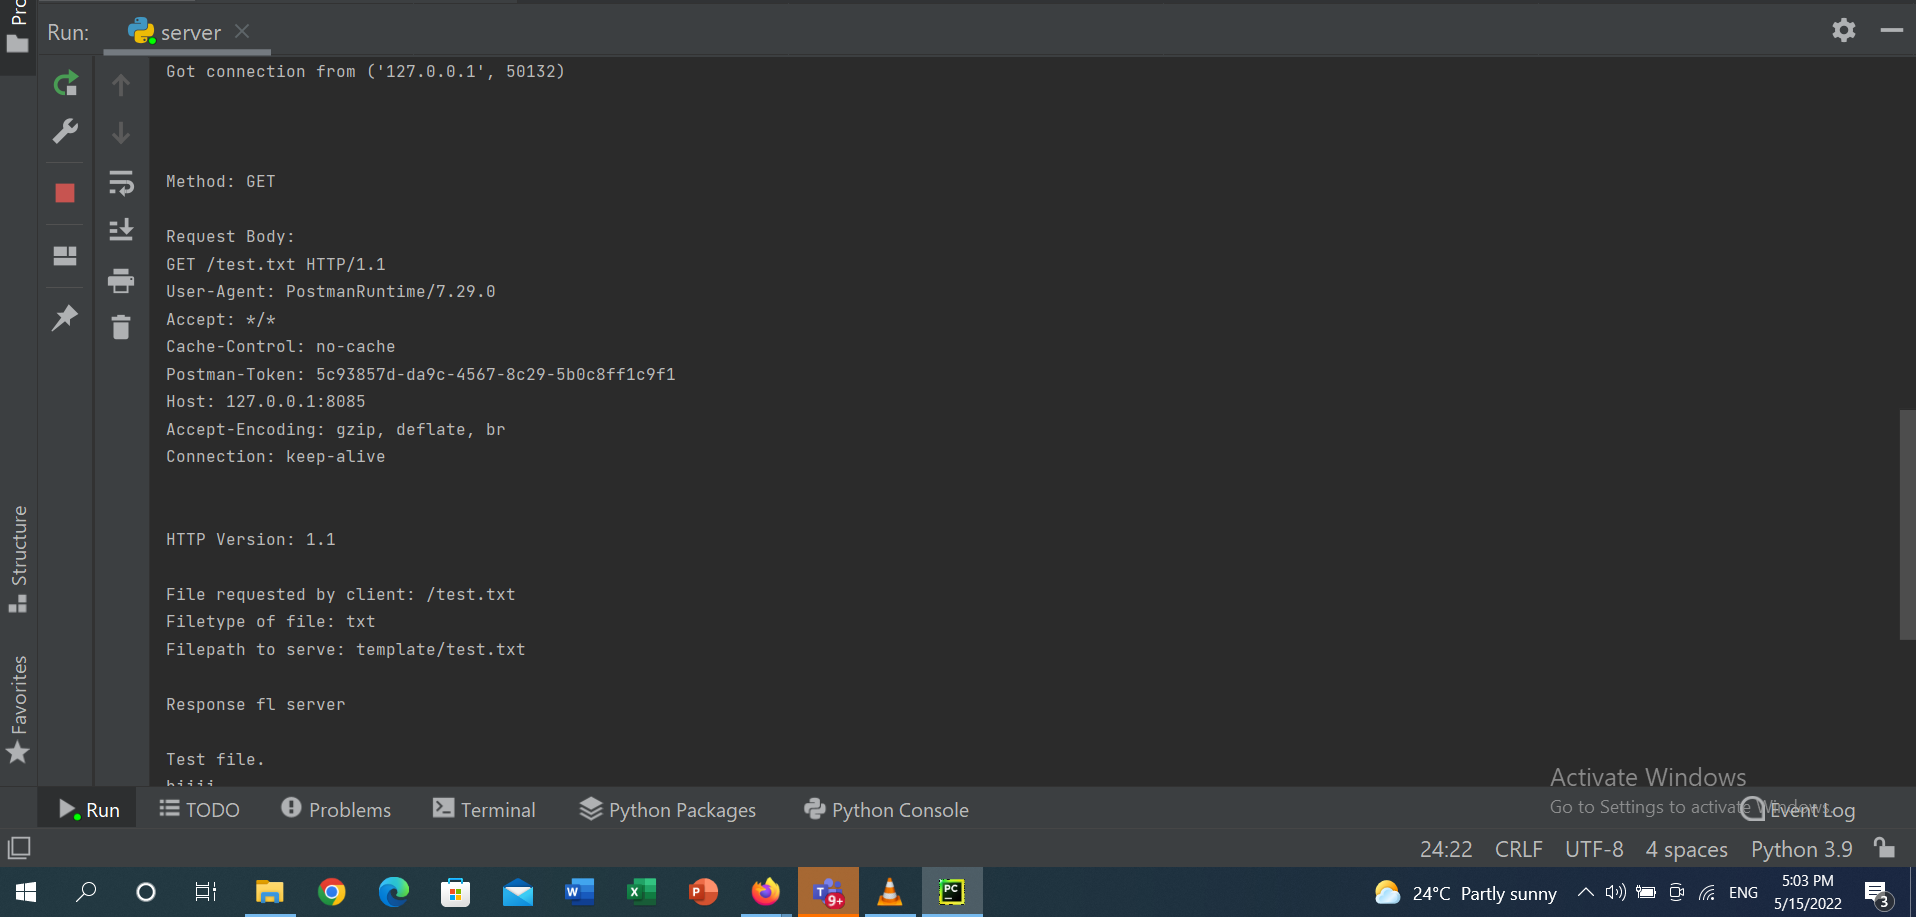 Pro
Run:
server
Got connection from ('127.0.0.1', 50132)
Method: GET
Request Body:
GET /test.txt HTTP/1.1
User-Agent: PostmanRuntime/7.29.0
Accept: */*
Cache-Control: no-cache
Postman-Token: 5c93857d-da9c-4567-8c29-5b0c8ff1c9f1
Host: 127.0.0.1:8085
Accept-Encoding: gzip, deflate, br
Connection: keep-alive
HTTP Version: 1.1
File requested by client: /test.txt
Filetype of file: txt
Filepath to serve: template/test.txt
Response fl server
Test file.
Structure
Favorites
Activate Windows
Go to Settings to activate Windows.
Run
TODO
Problems
Terminal
Python Packages
Python Console
Event Log
24:22 CRLF UTF-8 4 spaces Python 3.9
W
X
P
T
9+
PC
24°C Partly sunny
ENG
5:03 PM
5/15/2022
3